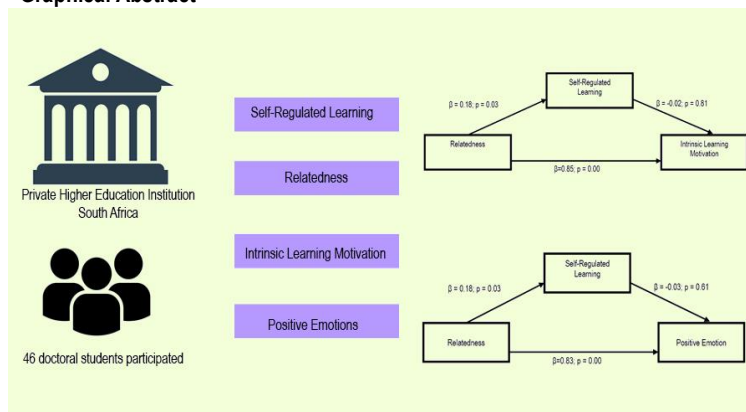 Graphical Abstract
Private Higher Education Institution
South Africa
46 doctoral students participated
Self-Regulated Learning
Relatedness
Intrinsic Learning Motivation
Positive Emotions
Self-Regulated
Learning
β = 0.18; p = 0.03
β = -0.02; p = 0.81
Relatedness
Intrinsic Learning
Motivation
β=0.85; p = 0.00
Self-Regulated
Learning
β = 0.18; p = 0.03
β = -0.03; p = 0.61
Relatedness
Positive Emotion
β=0.83; p = 0.00